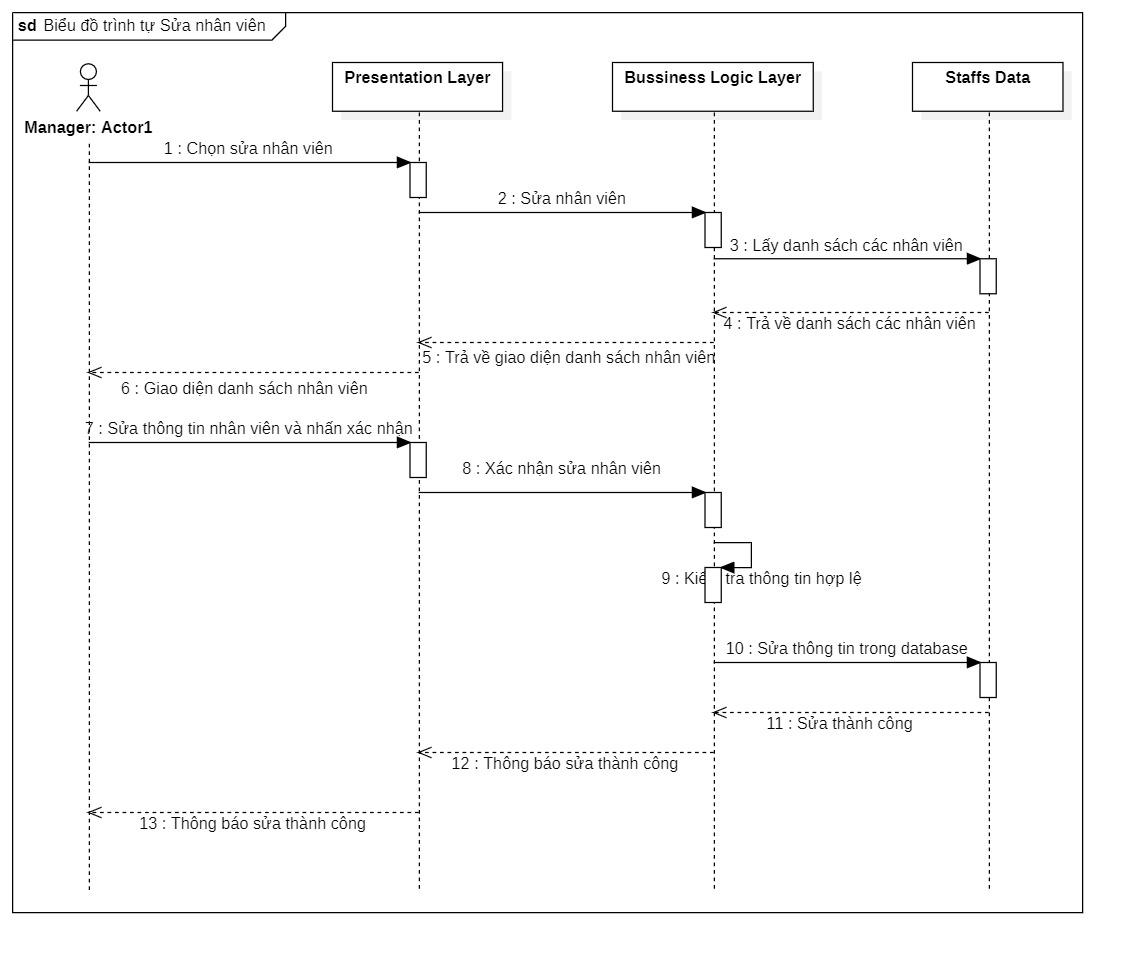 sd Biểu đồ trình tự Sửa nhân viên
Manager: Actor1
Presentation Layer
Bussiness Logic Layer
Staffs Data
1 : Chọn sửa nhân viên
2 : Sửa nhân viên
3 : Lấy danh sách các nhân viên
4 : Trả về danh sách các nhân viên
5 : Trả về giao diện danh sách nhân viên
6 : Giao diện danh sách nhân viên
7 : Sửa thông tin nhân viên và nhấn xác nhận
8 : Xác nhận sửa nhân viên
9 : Kiểm tra thông tin hợp lệ
10 : Sửa thông tin trong database
11 : Sửa thành công
12 : Thông báo sửa thành công
13 : Thông báo sửa thành công